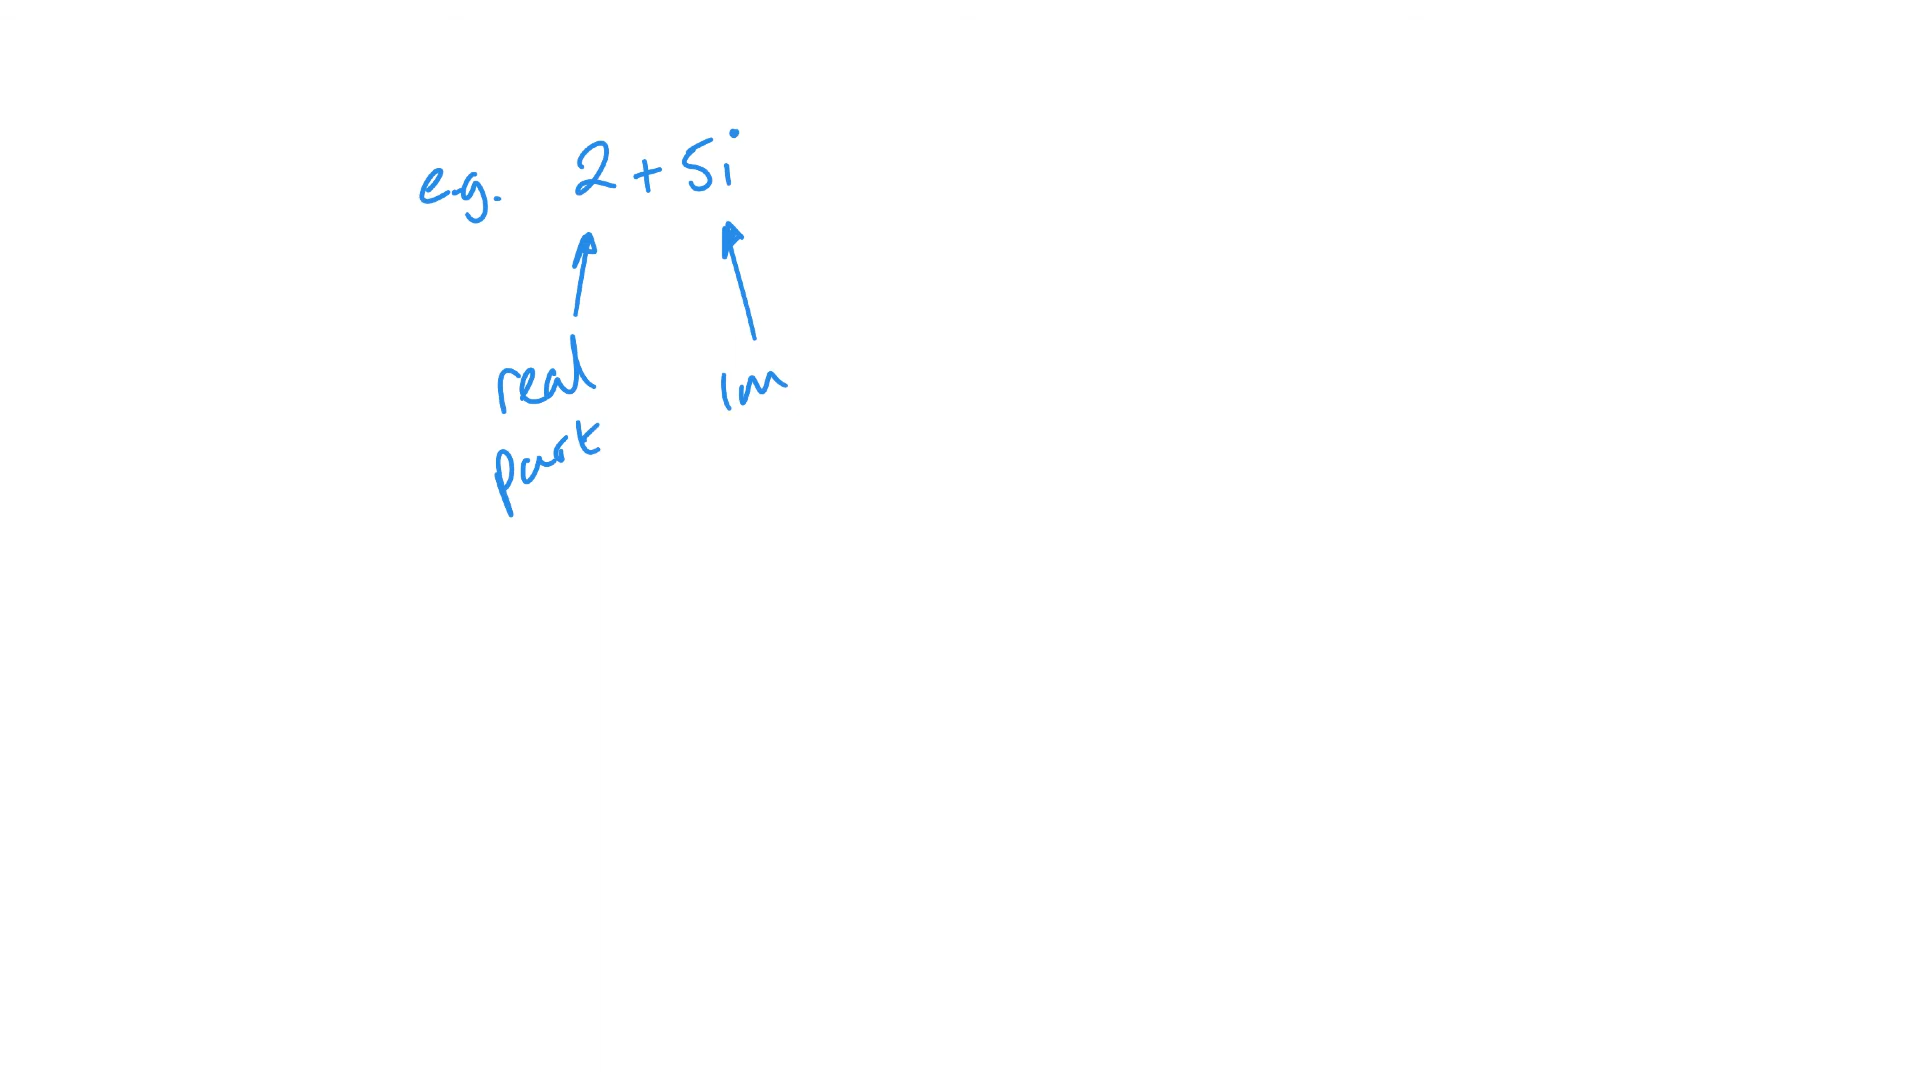 e.g. 2 + 5i
real im
part